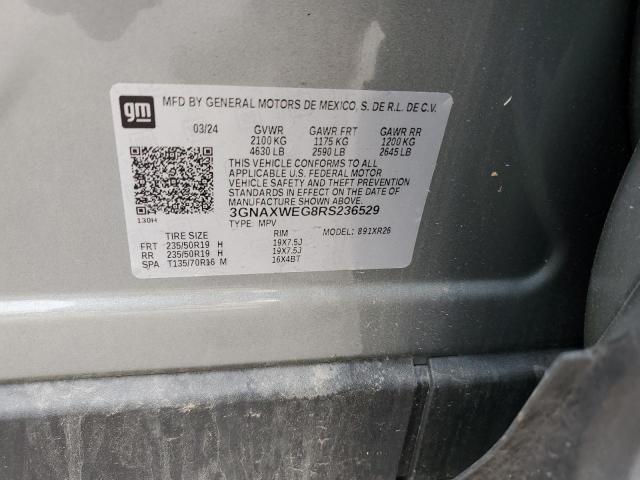 gm
MFD BY GENERAL MOTORS DE MEXICO, S. DE R.L. DE C.V.
03/24 GVWR GAWR FRT GAWR RR
2100 KG 1175 KG 1200 KG
4630 LB 2590 LB 2645 LB
THIS VEHICLE CONFORMS TO ALL
APPLICABLE U.S. FEDERAL MOTOR
VEHICLE SAFETY AND THEFT PREVENTION
STANDARDS IN EFFECT ON THE DATE OF
MANUFACTURE SHOWN ABOVE.
130H 3GNAXWEG8RS236529
TYPE: MPV
TIRE SIZE RIM MODEL: 891XR26
FRT 235/50R19 H 19X7.5J
RR 235/50R19 H 19X7.5J
SPA T135/70R16 M 16X4BT